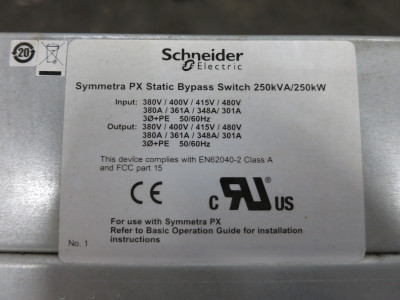 20
Schneider
Electric
Symmetra PX Static Bypass Switch 250kVA/250kW
Input: 380V / 400V / 415V / 480V
380A / 361A / 348A/ 301A
3Ø+PE 50/60Hz
Output: 380V / 400V / 415V / 480V
380A / 361A / 348A / 301A
3Ø+PE 50/60Hz
This device complies with EN62040-2 Class A
and FCC part 15
CE
c RU US
For use with Symmetra PX
Refer to Basic Operation Guide for installation
instructions
No. 1